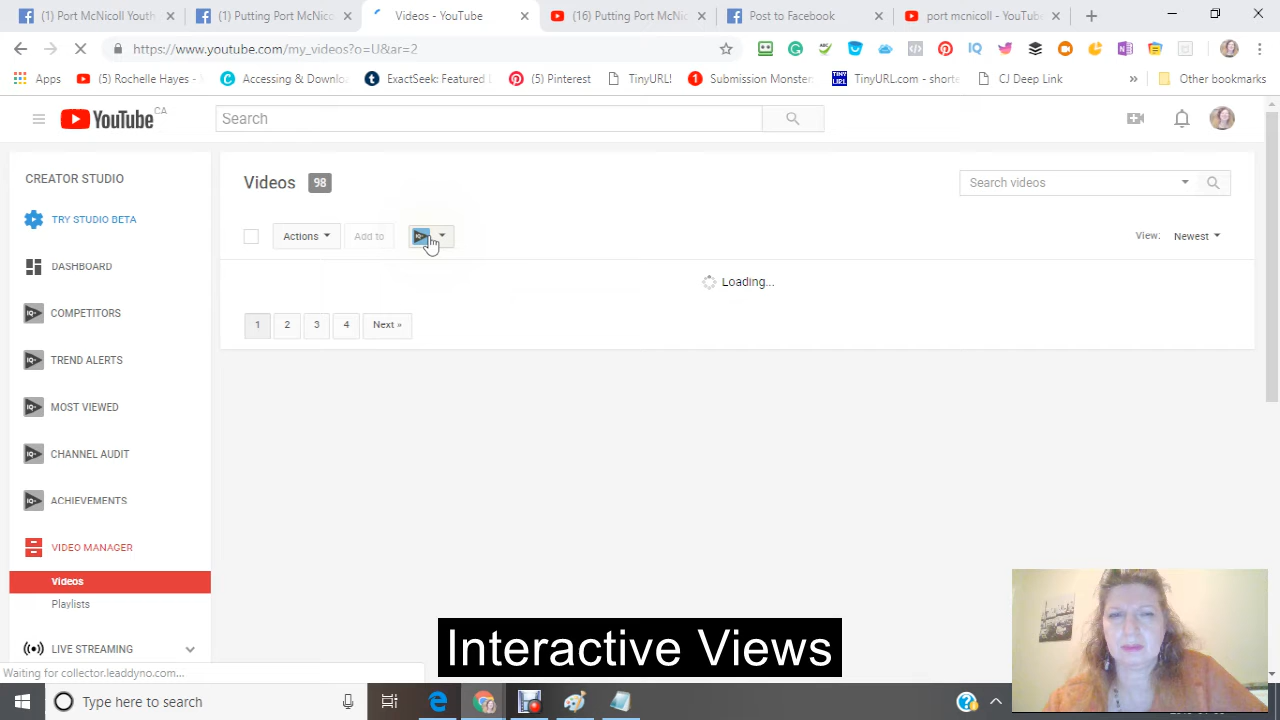 (1) Port McNicoll Youth
(1) Putting Port McNico
Videos - YouTube
(16) Putting Port McNi
Post to Facebook
port mcnicoll - YouTube
https://www.youtube.com/my_videos?o=U&ar=2
Apps
(5) Rochelle Hayes -
Accessing & Downlo
ExactSeek: Featured L
(5) Pinterest
TinyURL!
Submission Monster
TinyURL.com - shorte
CJ Deep Link
»
Other bookmarks
YouTube CA
Search
CREATOR STUDIO
Videos 98
Search videos
TRY STUDIO BETA
Actions
Add to
View: Newest
DASHBOARD
Loading...
COMPETITORS
1 2 3 4 Next »
TREND ALERTS
MOST VIEWED
CHANNEL AUDIT
ACHIEVEMENTS
VIDEO MANAGER
Videos
Playlists
LIVE STREAMING
Interactive Views
Waiting for collector.leaddyno.com...
Type here to search